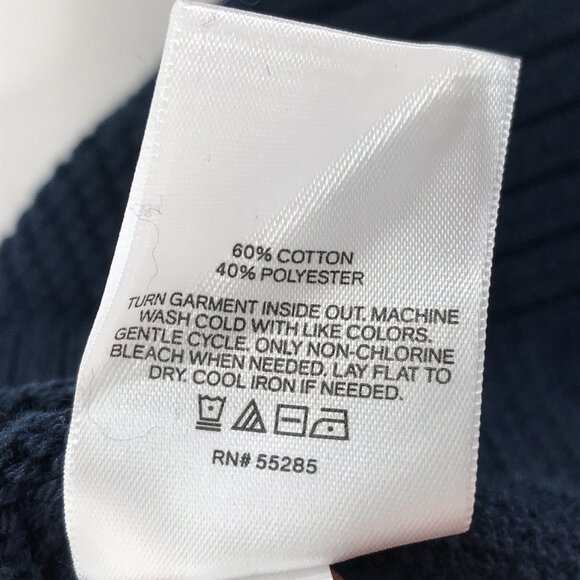 60% COTTON
40% POLYESTER
TURN GARMENT INSIDE OUT. MACHINE
WASH COLD WITH LIKE COLORS.
GENTLE CYCLE. ONLY NON-CHLORINE
BLEACH WHEN NEEDED. LAY FLAT TO
DRY. COOL IRON IF NEEDED.
RN# 55285